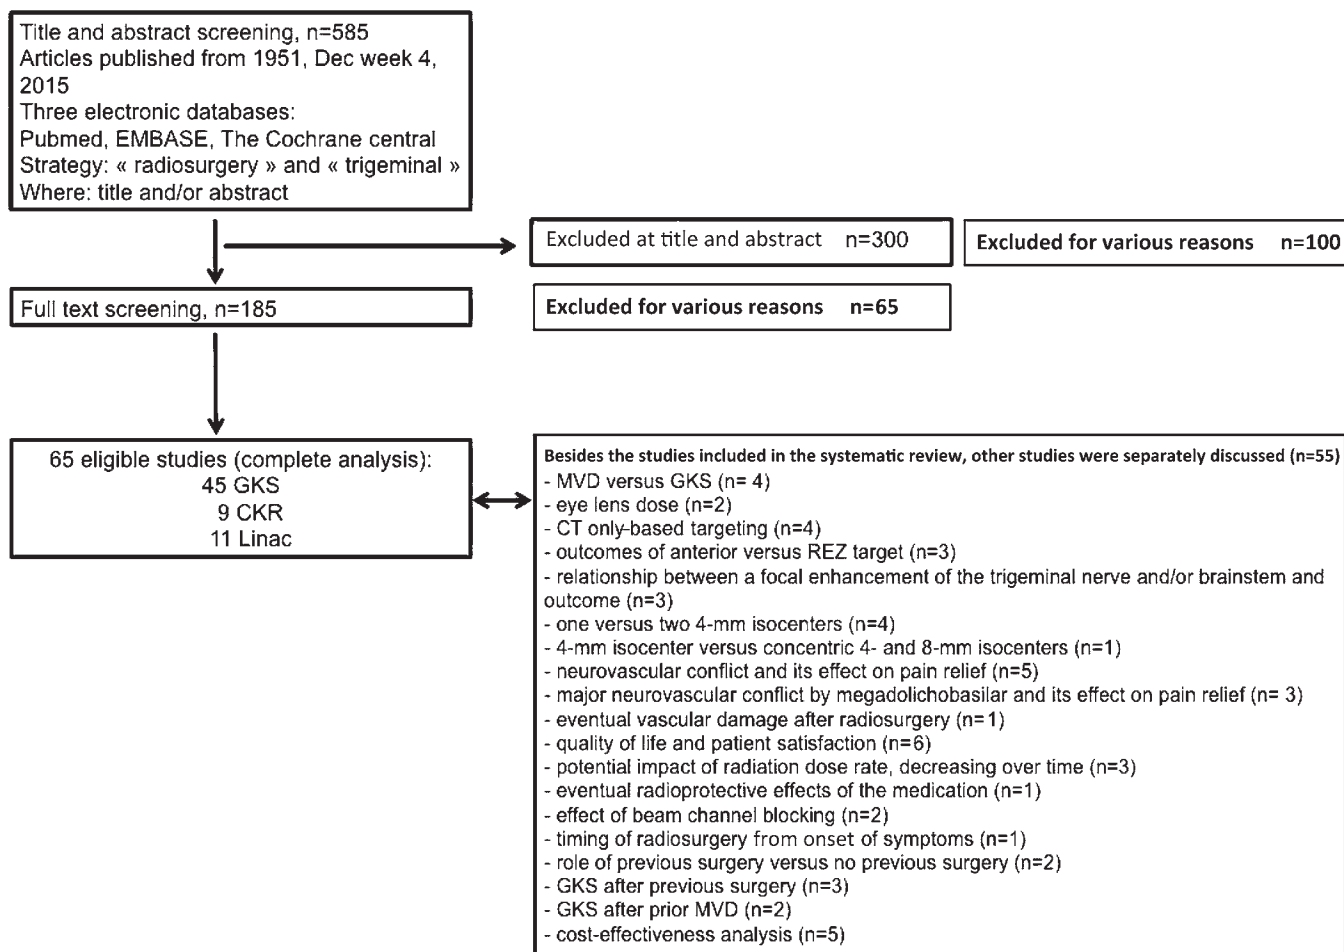 Title and abstract screening, n=585
Articles published from 1951, Dec week 4,
2015
Three electronic databases:
Pubmed, EMBASE, The Cochrane central
Strategy: « radiosurgery » and « trigeminal »
Where: title and/or abstract
Excluded at title and abstract n=300
Excluded for various reasons n=100
Full text screening, n=185
Excluded for various reasons n=65
65 eligible studies (complete analysis):
45 GKS
9 CKR
11 Linac
Besides the studies included in the systematic review, other studies were separately discussed (n=55)
- MVD versus GKS (n= 4)
- eye lens dose (n=2)
- CT only-based targeting (n=4)
- outcomes of anterior versus REZ target (n=3)
- relationship between a focal enhancement of the trigeminal nerve and/or brainstem and
outcome (n=3)
- one versus two 4-mm isocenters (n=4)
- 4-mm isocenter versus concentric 4- and 8-mm isocenters (n=1)
- neurovascular conflict and its effect on pain relief (n=5)
- major neurovascular conflict by megadolichobasilar and its effect on pain relief (n= 3)
- eventual vascular damage after radiosurgery (n=1)
- quality of life and patient satisfaction (n=6)
- potential impact of radiation dose rate, decreasing over time (n=3)
- eventual radioprotective effects of the medication (n=1)
- effect of beam channel blocking (n=2)
- timing of radiosurgery from onset of symptoms (n=1)
- role of previous surgery versus no previous surgery (n=2)
- GKS after previous surgery (n=3)
- GKS after prior MVD (n=2)
- cost-effectiveness analysis (n=5)